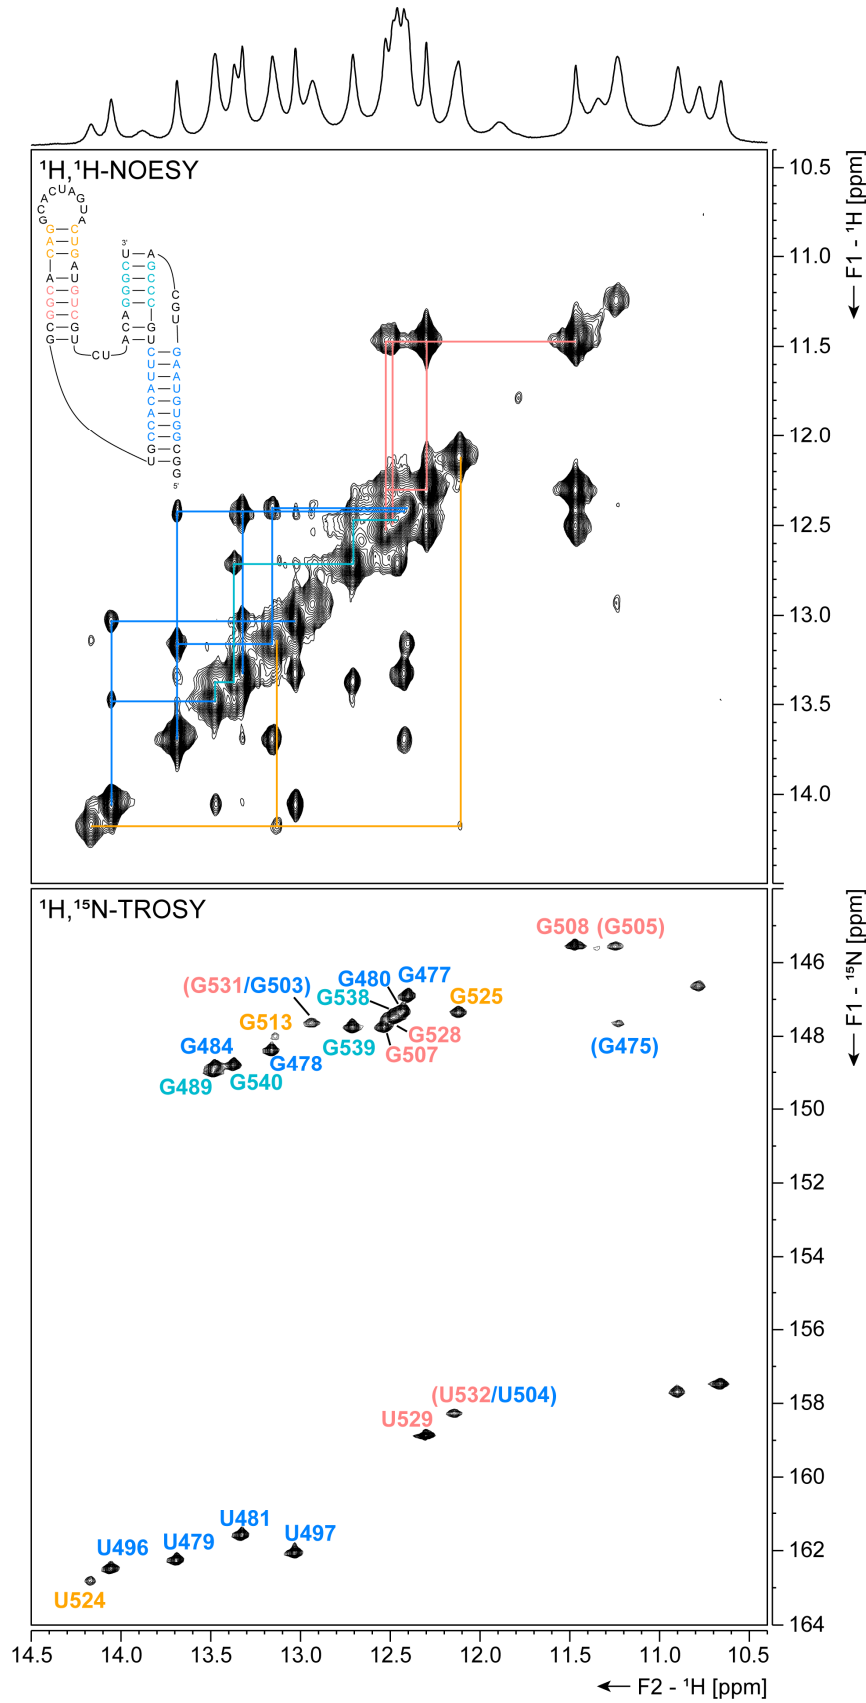 ¹H,¹H-NOESY
A C U A G
C U
G A
G C
A U
C G
A
A U
C G
G U
G C
C G
G U
C U
3'
U A
C G
G C
G C
G C
A G
C U
A
C
G
U
C G
U A
U A
A U
C G
A U
C G
C G
G C
U G
G
5'
10.5
11.0
11.5
12.0
12.5
13.0
13.5
14.0
F1 - ¹H [ppm]
¹H,¹⁵N-TROSY
G508 (G505)
(G531/G503)
G480 G477
G538
G525
G513
G528
G484
G539
G507
G478
G489
G540
(G475)
(U532/U504)
U529
U481
U496 U479 U497
U524
146
148
150
152
154
156
158
160
162
164
F1 - ¹⁵N [ppm]
14.5 14.0 13.5 13.0 12.5 12.0 11.5 11.0 10.5
F2 - ¹H [ppm]